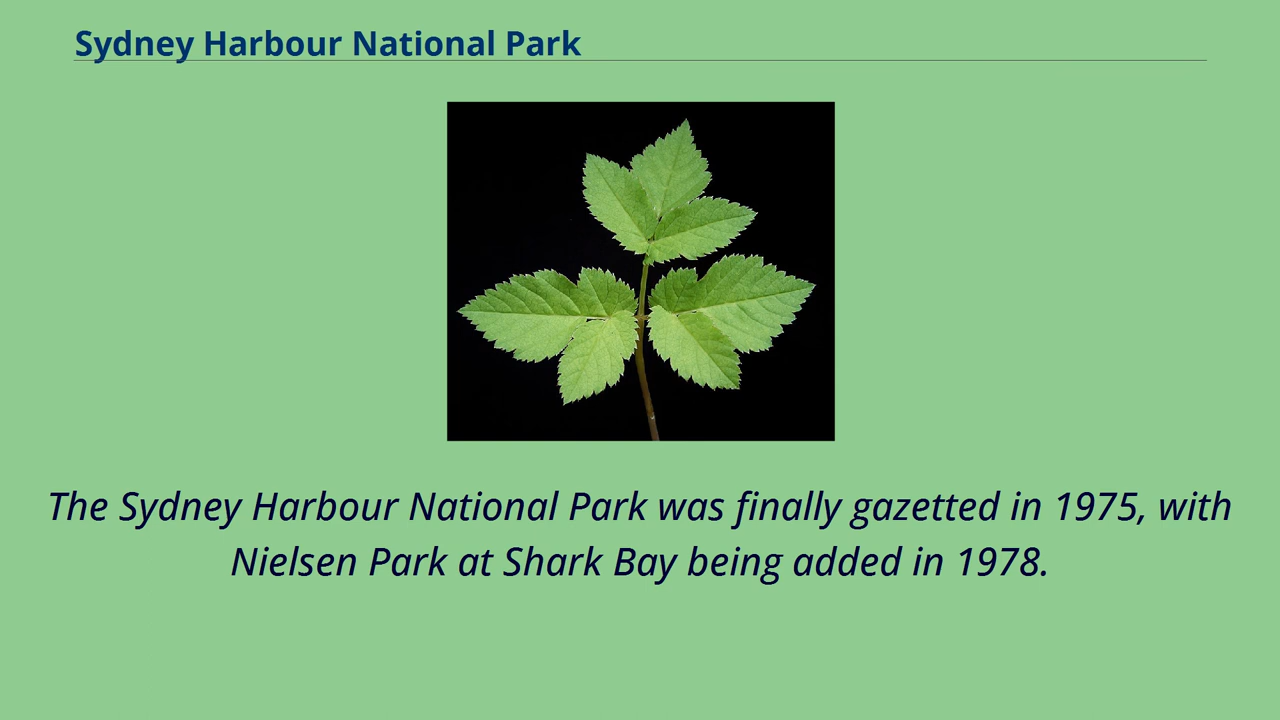 Sydney Harbour National Park
The Sydney Harbour National Park was finally gazetted in 1975, with
Nielsen Park at Shark Bay being added in 1978.